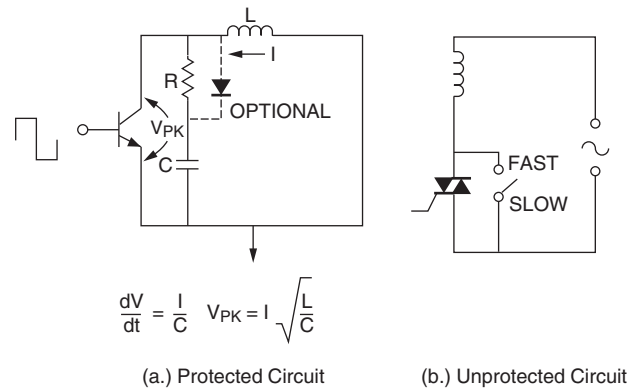 L
I
R
OPTIONAL
VPK
C
FAST
SLOW
dV/dt = I/C VPK = I √L/C
(a.) Protected Circuit
(b.) Unprotected Circuit